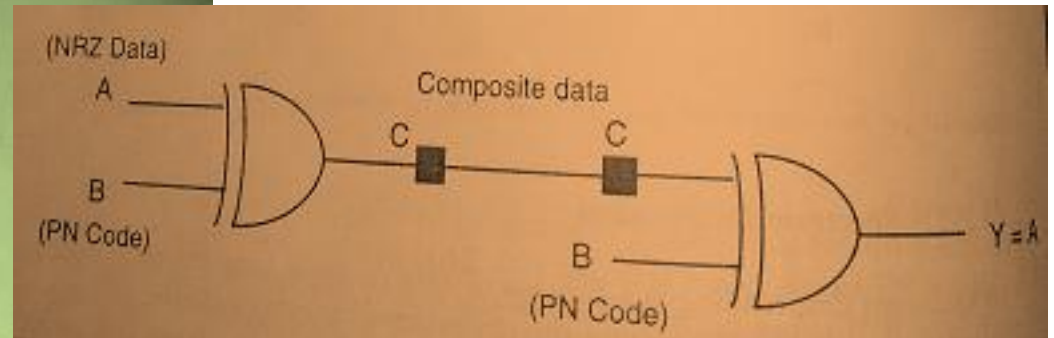 (NRZ Data)
A
Composite data
C
C
B
(PN Code)
B
(PN Code)
Y = A